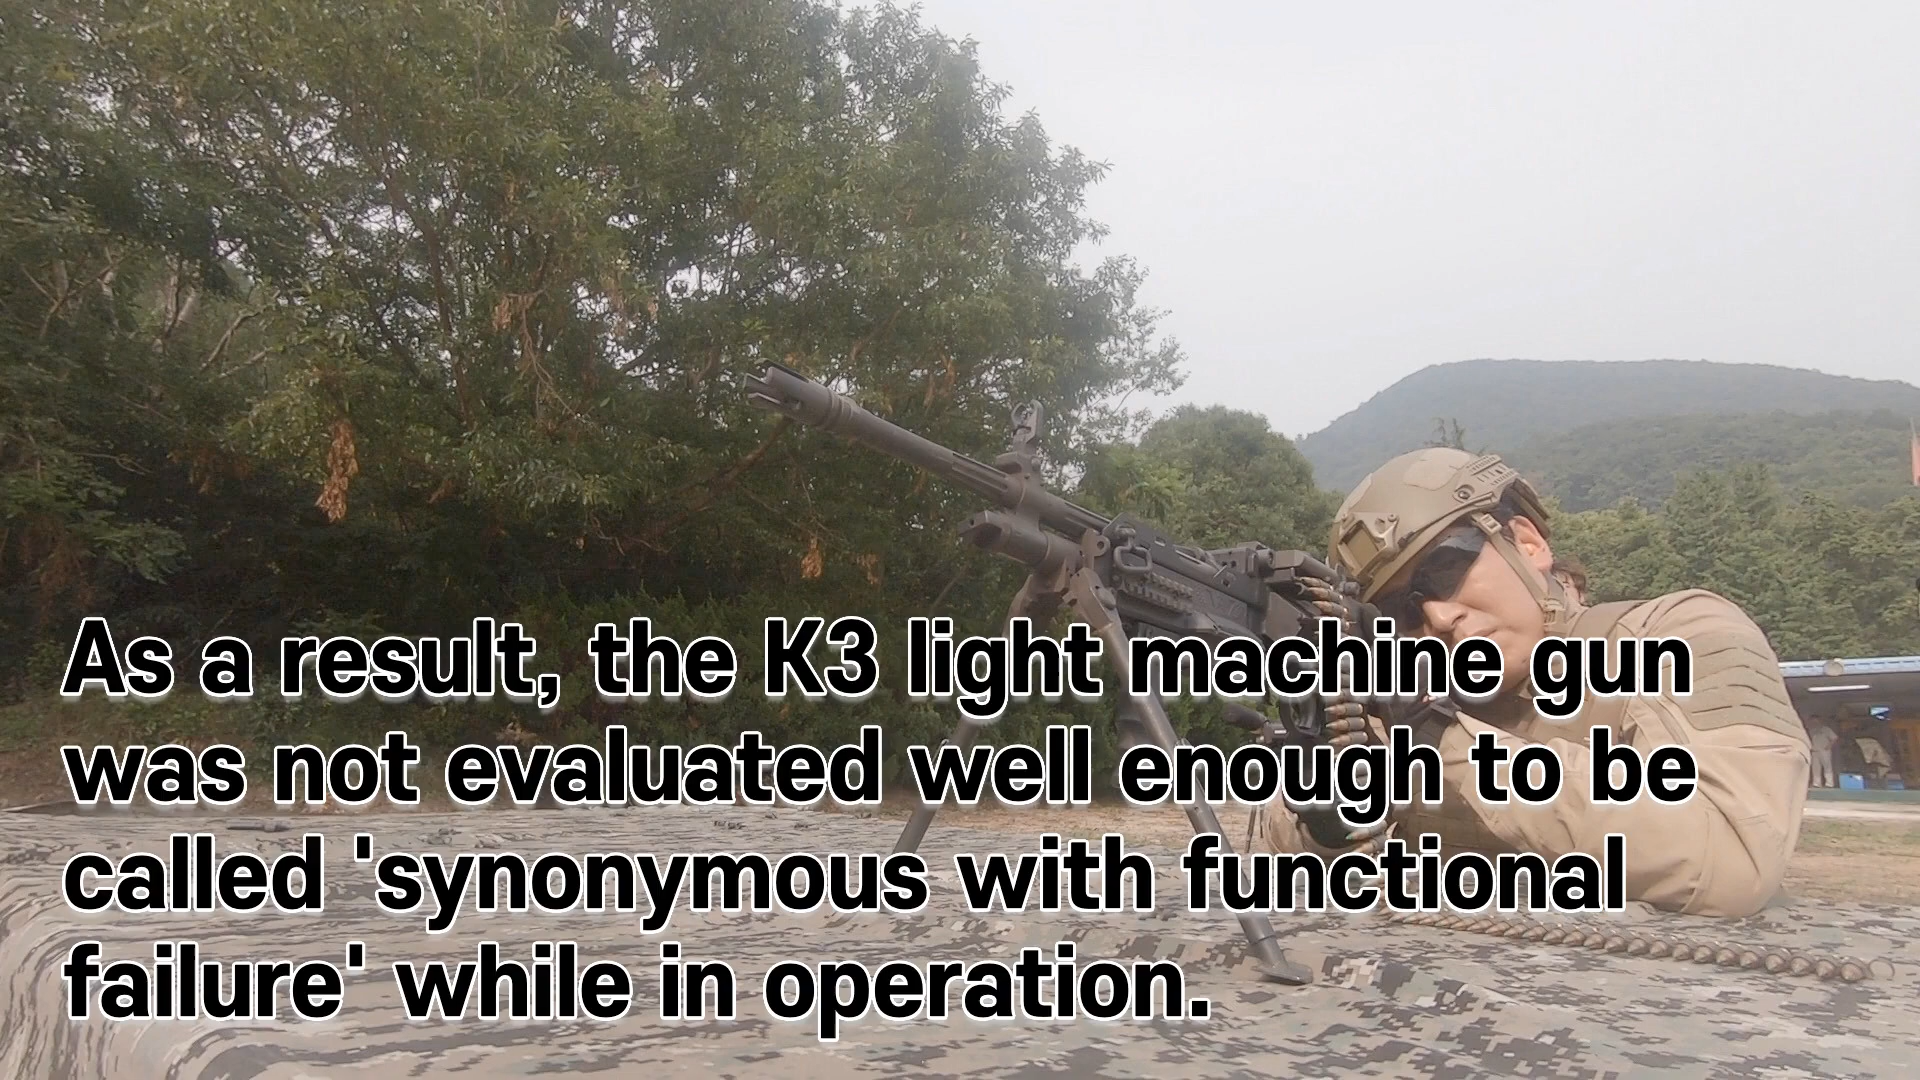 As a result, the K3 light machine gun
was not evaluated well enough to be
called 'synonymous with functional
failure' while in operation.